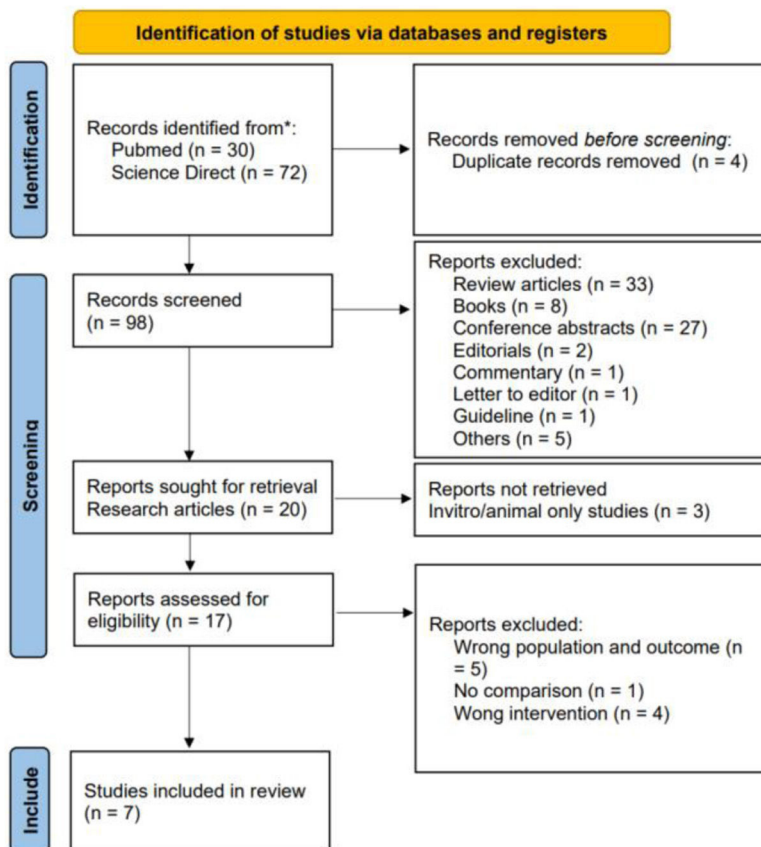 Identification of studies via databases and registers
Identification
Records identified from*:
Pubmed (n = 30)
Science Direct (n = 72)
Records removed before screening:
Duplicate records removed (n = 4)
Screening
Records screened
(n = 98)
Reports excluded:
Review articles (n = 33)
Books (n = 8)
Conference abstracts (n = 27)
Editorials (n = 2)
Commentary (n = 1)
Letter to editor (n = 1)
Guideline (n = 1)
Others (n = 5)
Reports sought for retrieval
Research articles (n = 20)
Reports not retrieved
Invitro/animal only studies (n = 3)
Reports assessed for
eligibility (n = 17)
Reports excluded:
Wrong population and outcome (n
= 5)
No comparison (n = 1)
Wong intervention (n = 4)
Include
Studies included in review
(n = 7)